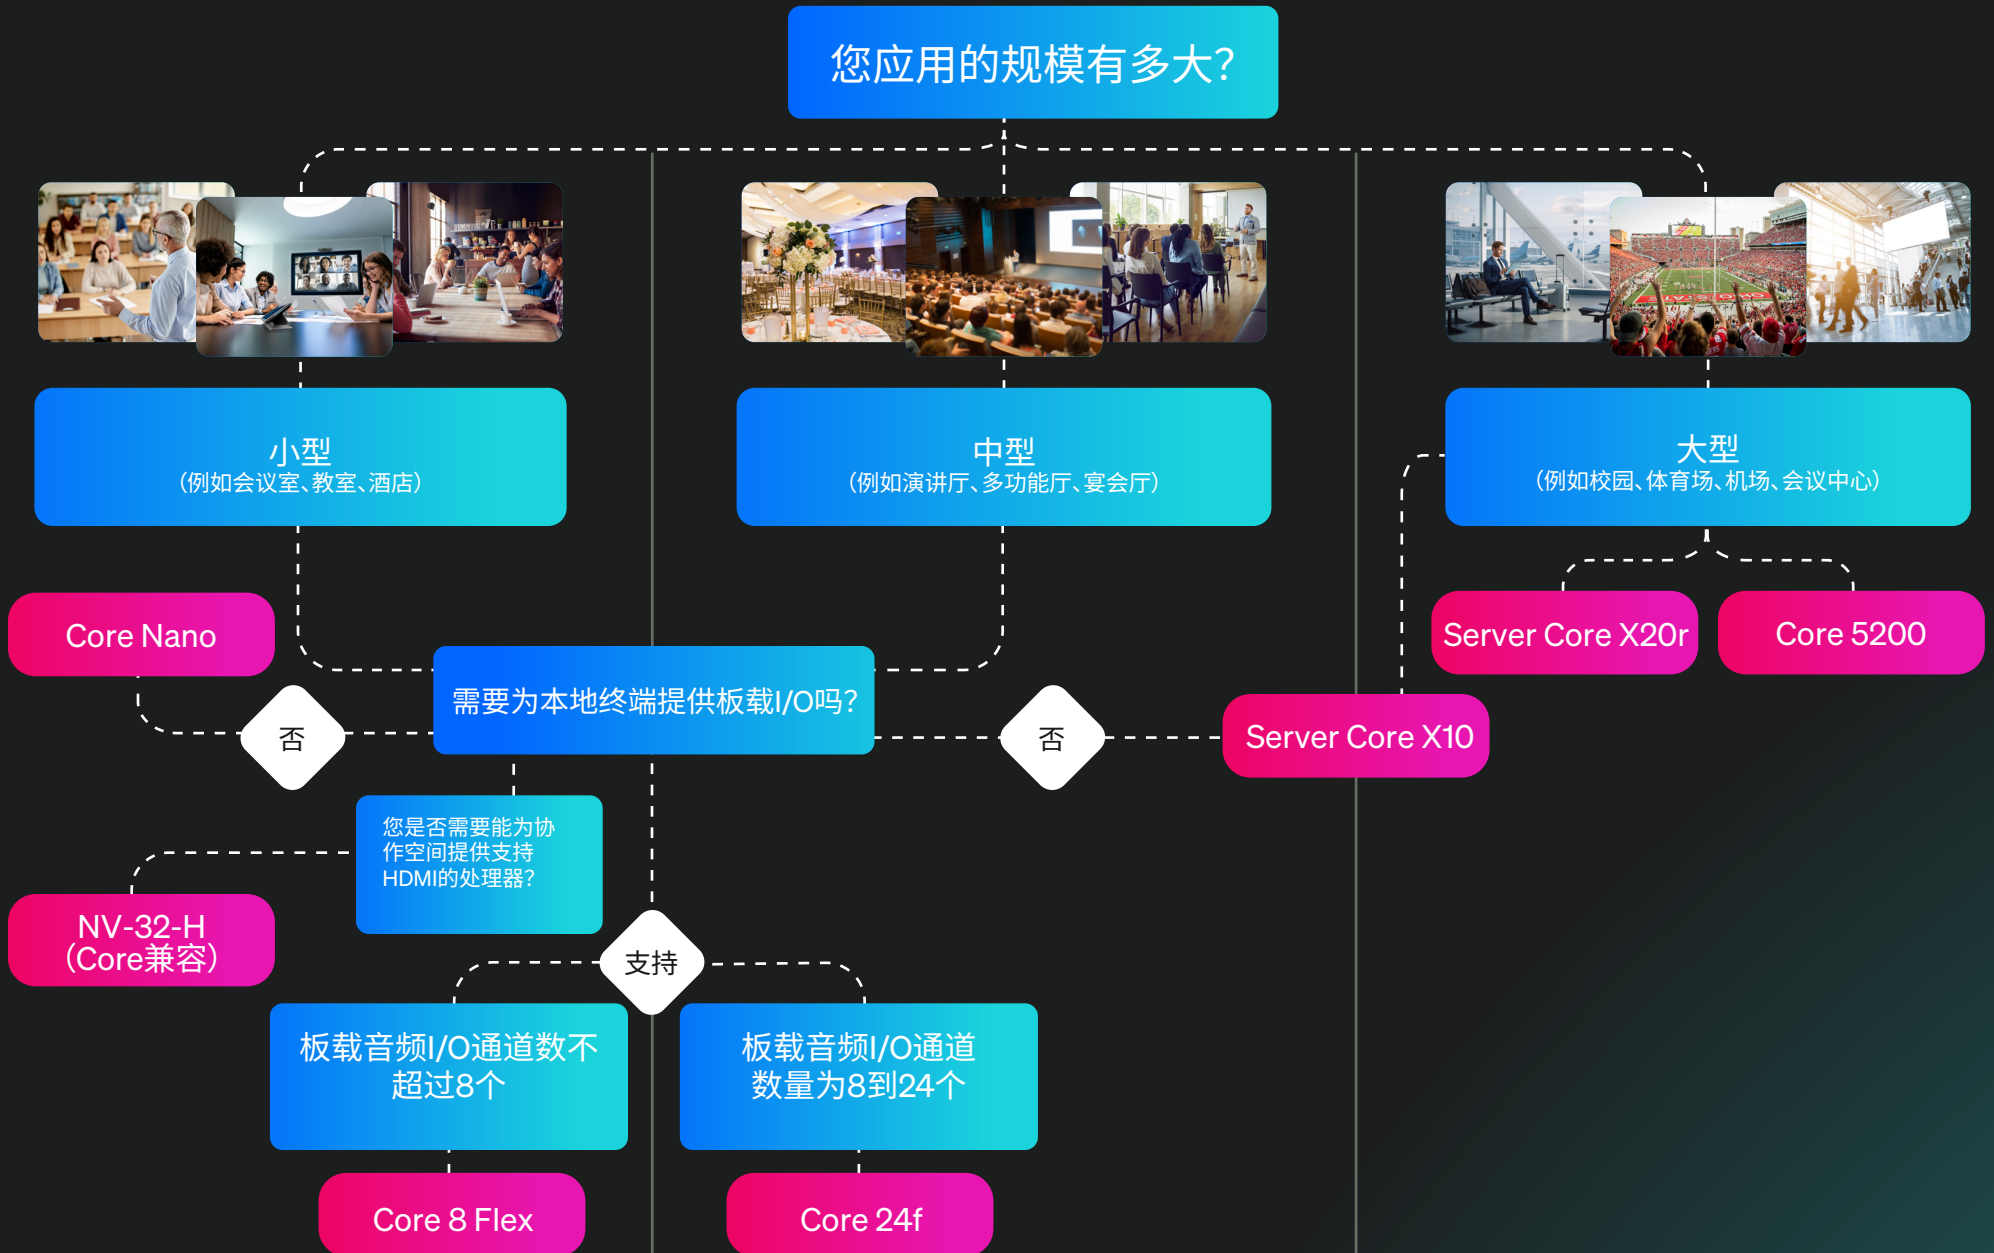 您应用的规模有多大？
小型
（例如会议室、教室、酒店）
中型
（例如演讲厅、多功能厅、宴会厅）
大型
（例如校园、体育场、机场、会议中心）
Core Nano
Server Core X20r
Core 5200
需要为本地终端提供板载I/O吗？
否
否
Server Core X10
您是否需要能为协
作空间提供支持
HDMI的处理器？
NV-32-H
（Core兼容）
支持
板载音频I/O通道数不
超过8个
板载音频I/O通道
数量为8到24个
Core 8 Flex
Core 24f